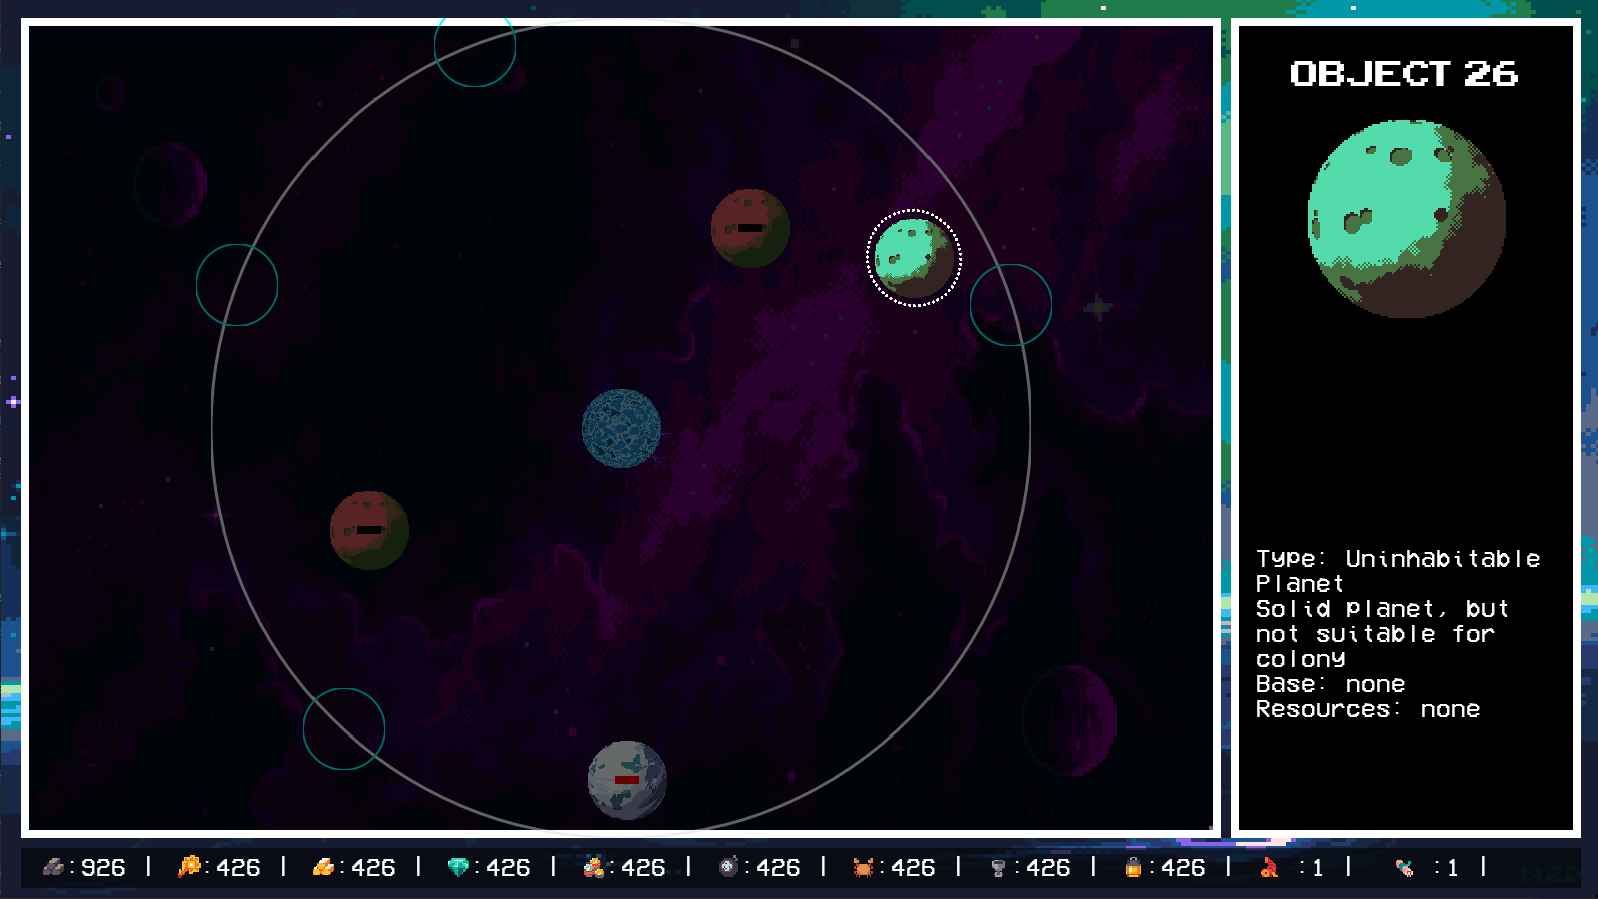 OBJECT 26
Type: Uninhabitable
Planet
Solid planet, but
not suitable for
colony
Base: none
Resources: none
:926 | :426 | :426 | :426 | :426 | :426 | :426 | :426 | :426 | :1 | :1 |